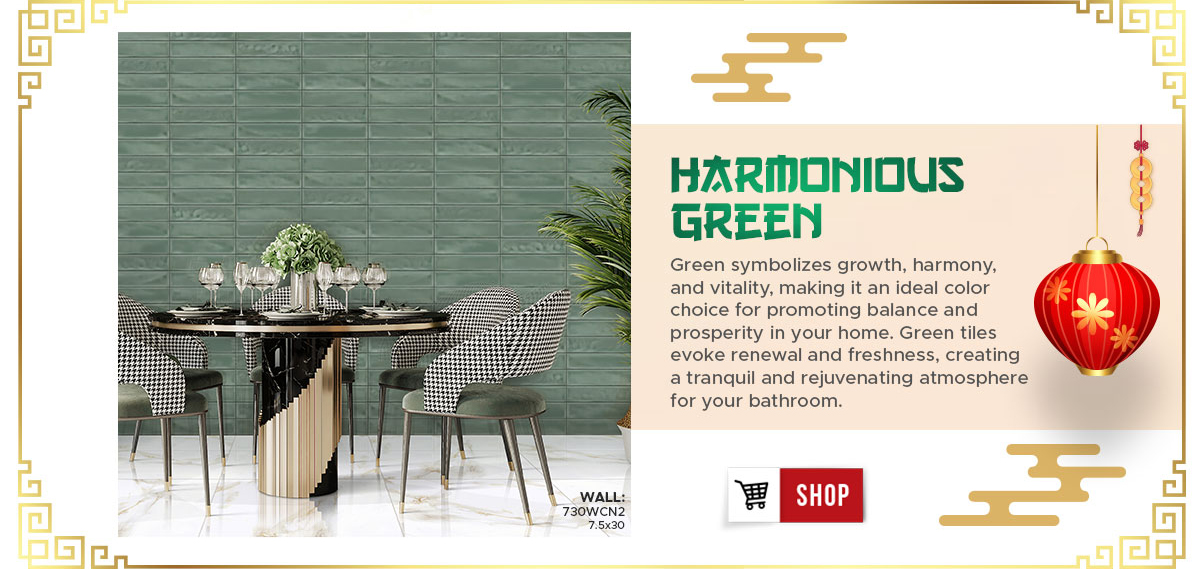 HARMONIOUS
GREEN
Green symbolizes growth, harmony,
and vitality, making it an ideal color
choice for promoting balance and
prosperity in your home. Green tiles
evoke renewal and freshness, creating
a tranquil and rejuvenating atmosphere
for your bathroom.
WALL:
730WCN2
7.5x30
SHOP